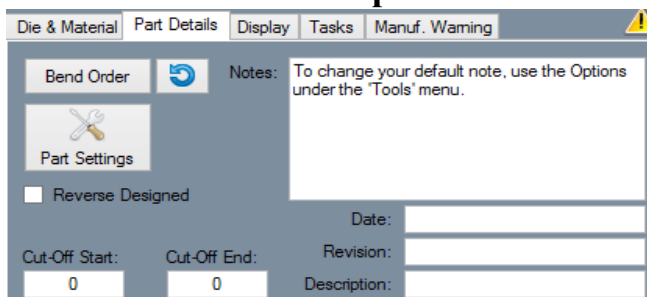 Die & Material Part Details Display Tasks Manuf. Warning
Bend Order Notes: To change your default note, use the Options
under the 'Tools' menu.
Part Settings
Reverse Designed
Date:
Cut-Off Start: Cut-Off End: Revision:
0 0 Description: